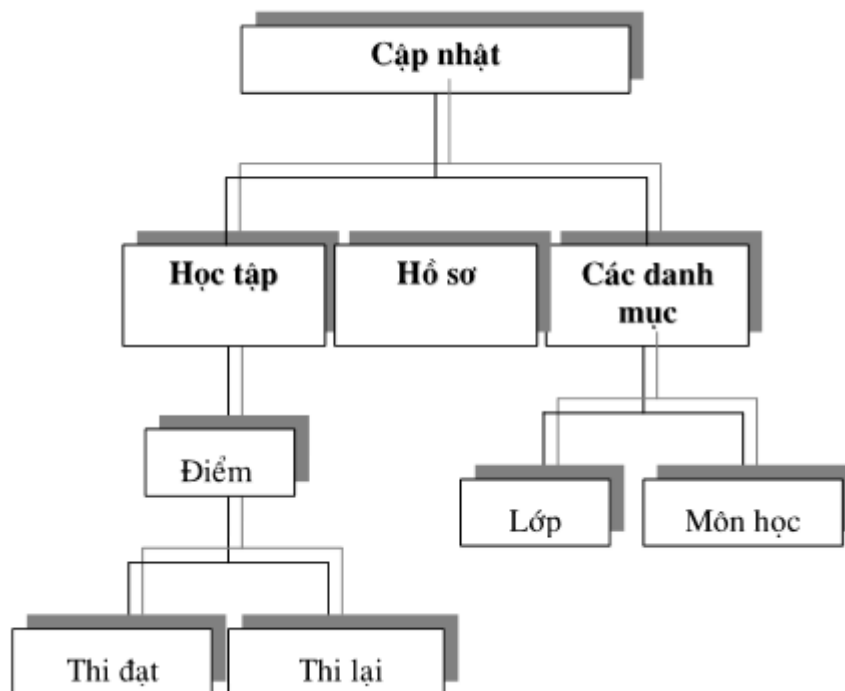 Cập nhật
Học tập
Hồ sơ
Các danh
mục
Điểm
Lớp
Môn học
Thi đạt
Thi lại